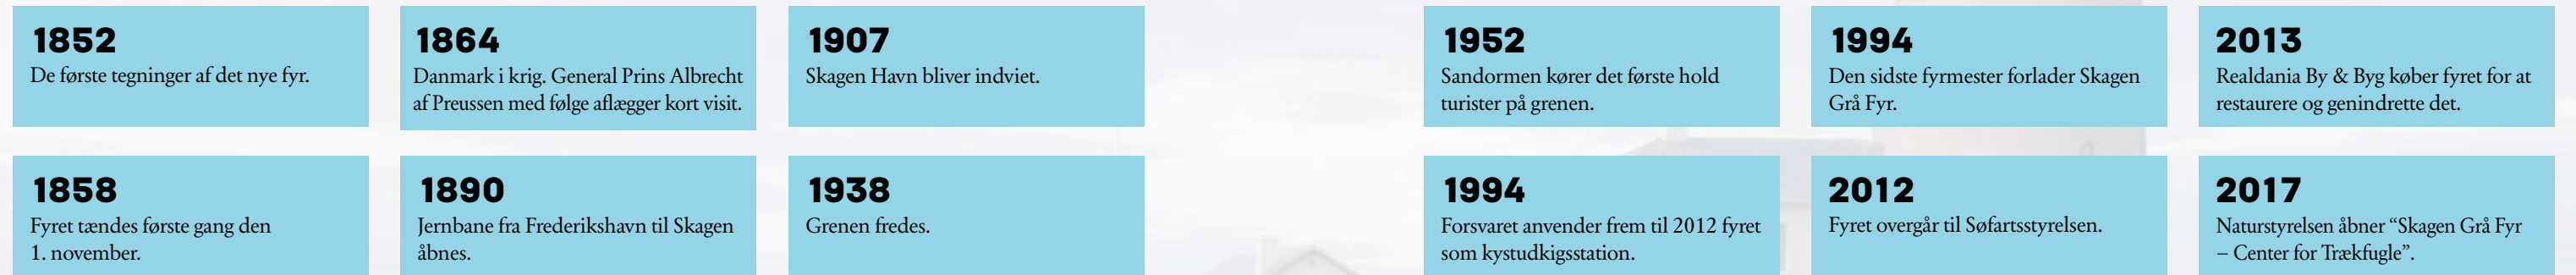 1852
De første tegninger af det nye fyr.
1858
Fyret tændes første gang den
1. november.
1864
Danmark i krig. General Prins Albrecht
af Preussen med følge aflægger kort visit.
1890
Jernbane fra Frederikshavn til Skagen
åbnes.
1907
Skagen Havn bliver indviet.
1938
Grenen fredes.
1952
Sandormen kører det første hold
turister på grenen.
1994
Forsvaret anvender frem til 2012 fyret
som kystudkigsstation.
1994
Den sidste fyrmester forlader Skagen
Grå Fyr.
2012
Fyret overgår til Søfartsstyrelsen.
2013
Realdania By & Byg køber fyret for at
restaurere og genindrette det.
2017
Naturstyrelsen åbner “Skagen Grå Fyr
– Center for Trækfugle”.